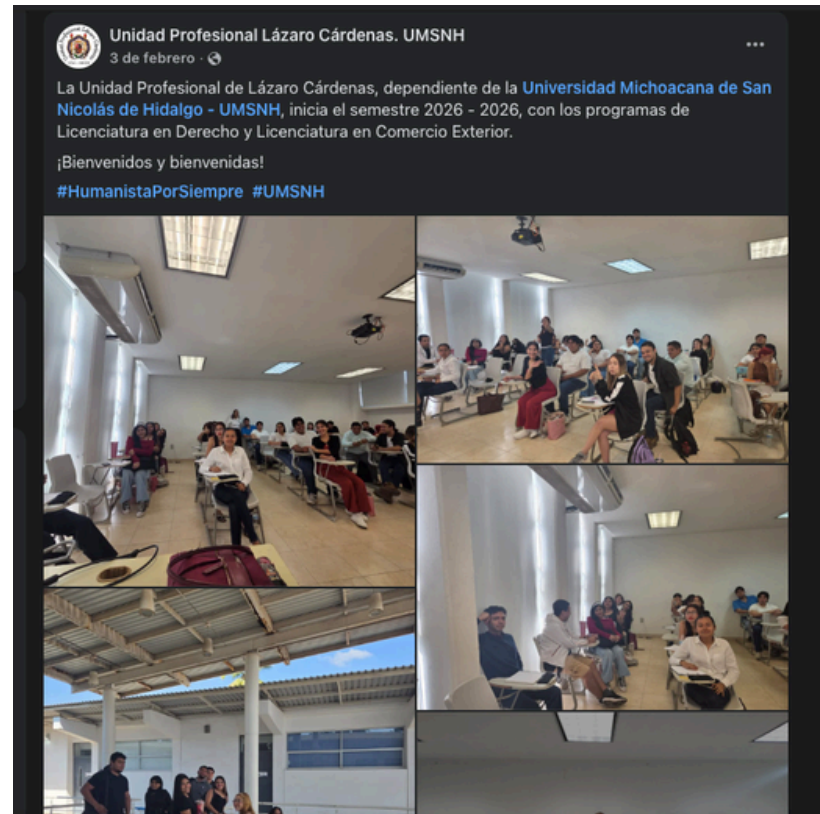 Unidad Profesional Lázaro Cárdenas. UMSNH
3 de febrero ·
La Unidad Profesional de Lázaro Cárdenas, dependiente de la Universidad Michoacana de San
Nicolás de Hidalgo - UMSNH, inicia el semestre 2026 - 2026, con los programas de
Licenciatura en Derecho y Licenciatura en Comercio Exterior.
¡Bienvenidos y bienvenidas!
#HumanistaPorSiempre #UMSNH